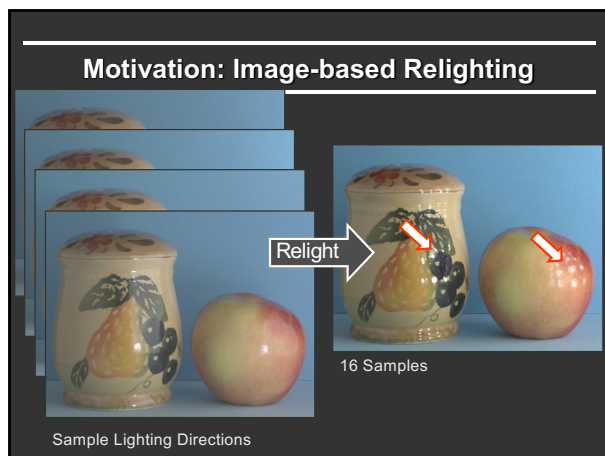 Motivation: Image-based Relighting
Relight
16 Samples
Sample Lighting Directions